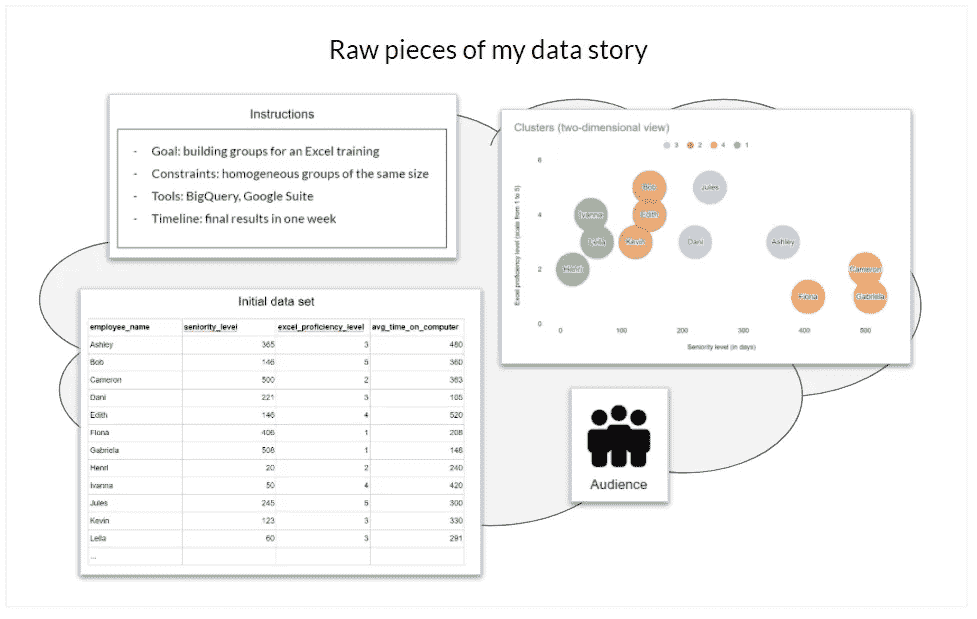 Raw pieces of my data story
Instructions
- Goal: building groups for an Excel training
- Constraints: homogeneous groups of the same size
- Tools: BigQuery, Google Suite
- Timeline: final results in one week
Initial data set
employee_name seniority_level excel_proficiency_level avg_time_on_computer
Ashley 365 3 480
Bob 146 5 360
Cameron 500 2 363
Dani 221 3 105
Edith 146 4 520
Fiona 406 1 208
Gabriela 508 1 148
Henri 20 2 240
Ivanna 50 4 420
Jules 245 5 300
Kevin 123 3 330
Leila 60 3 291
...
Clusters (two-dimensional view)
3 2 4 1
Excel proficiency level (scale from 1 to 5)
6
4
2
0
Bob
Jules
Ivanna
Edith
Leila
Kevin
Dani
Ashley
Henri
Cameron
Fiona
Gabriela
0 100 200 300 400 500
Seniority level (in days)
Audience